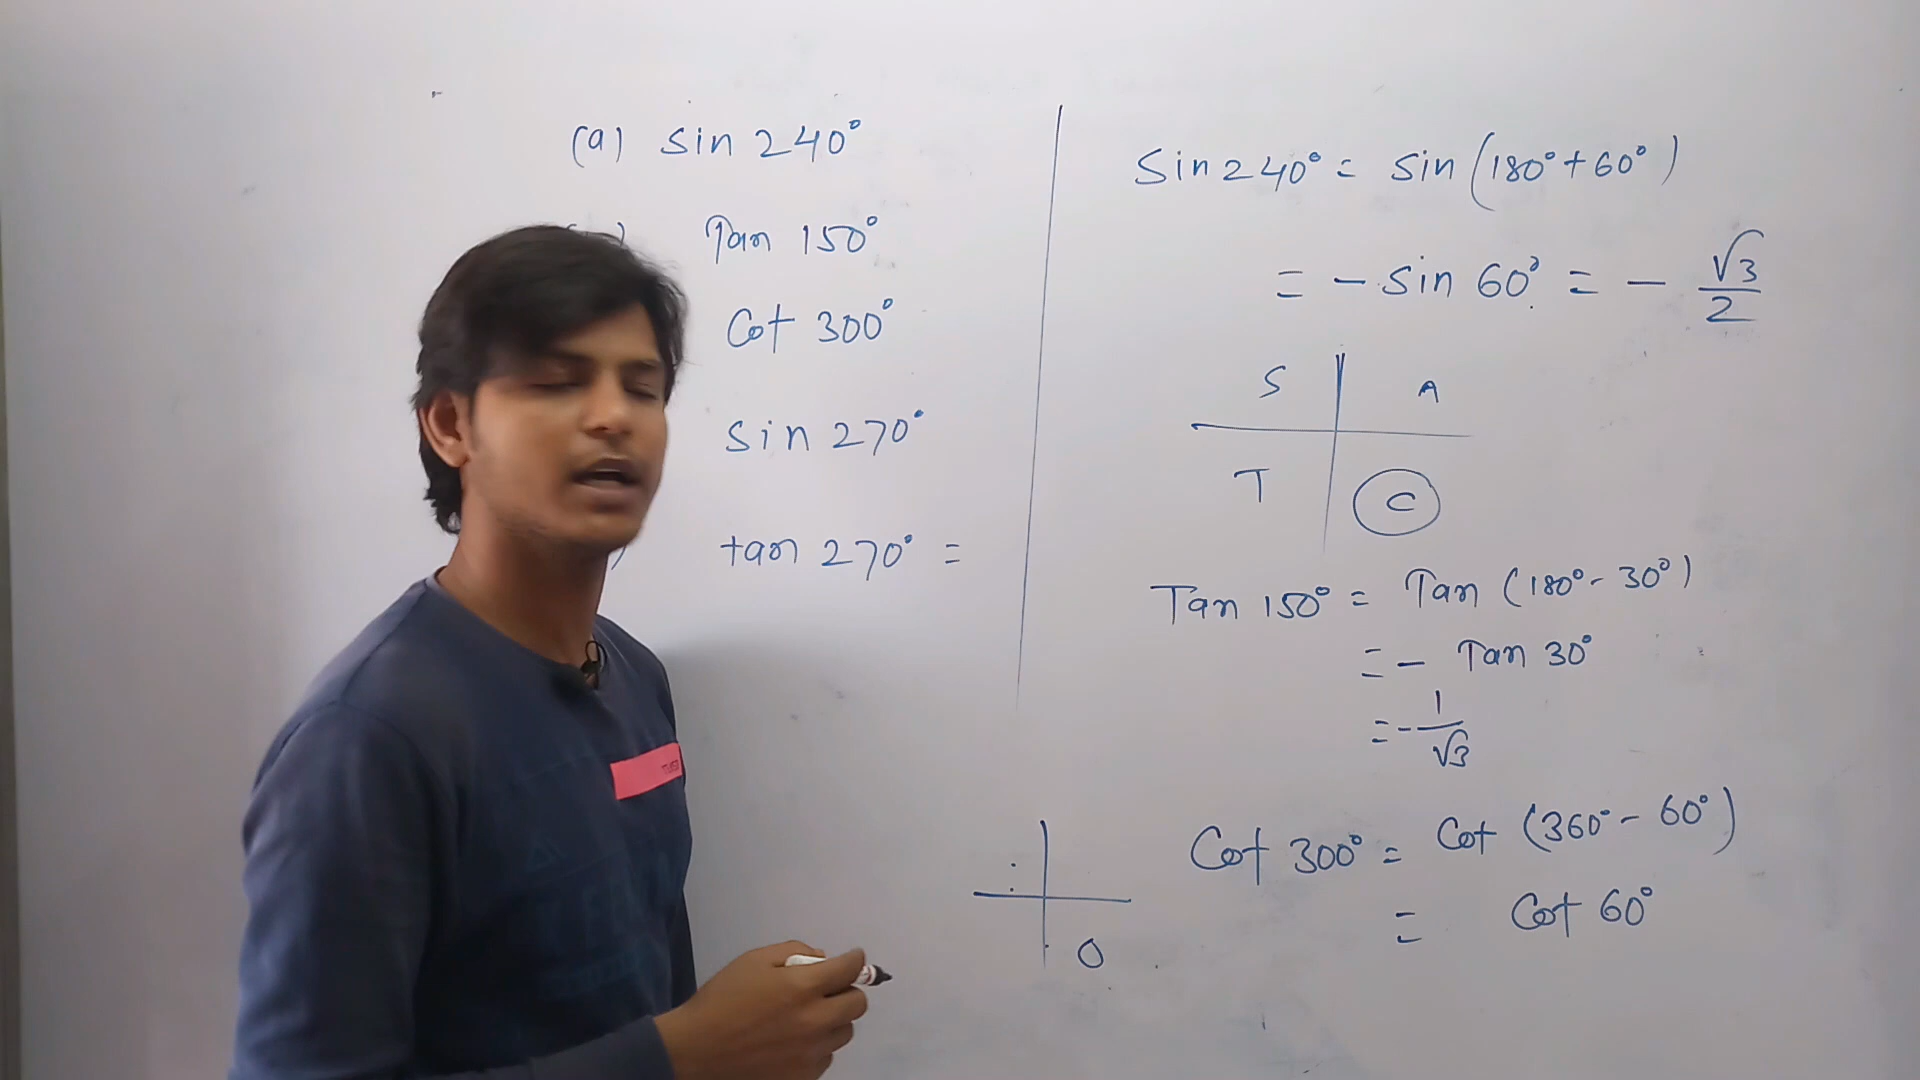 (a) sin 240°
Tan 150°
Cot 300°
sin 270°
tan 270° =
Sin 240° = sin (180° + 60°)
= - sin 60° = - √3/2
S A
T C
Tan 150° = Tan (180° - 30°)
= - Tan 30°
= - 1/√3
Cot 300° = Cot (360° - 60°)
= Cot 60°